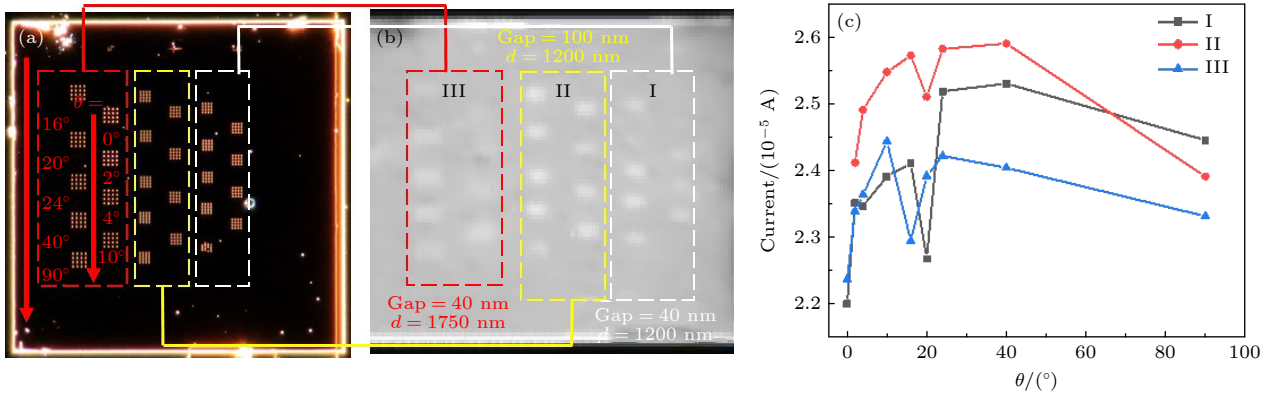 (a)
θ =
16°
0°
20°
2°
24°
4°
40°
10°
90°
(b)
Gap = 100 nm
d = 1200 nm
III
II
I
Gap = 40 nm
d = 1750 nm
Gap = 40 nm
d = 1200 nm
(c)
I
II
III
2.6
2.5
2.4
2.3
2.2
Current/(10⁻⁵ A)
0
20
40
60
80
100
θ/(°)